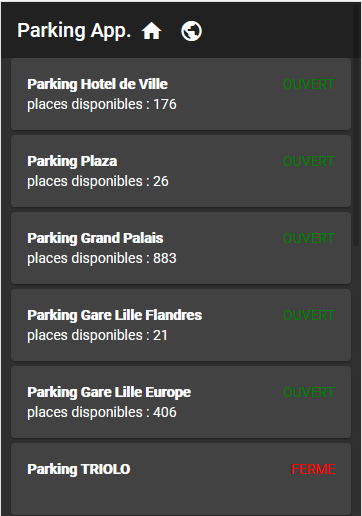 Parking App.
Parking Hotel de Ville OUVERT
places disponibles : 176
Parking Plaza OUVERT
places disponibles : 26
Parking Grand Palais OUVERT
places disponibles : 883
Parking Gare Lille Flandres OUVERT
places disponibles : 21
Parking Gare Lille Europe OUVERT
places disponibles : 406
Parking TRIOLO FERME